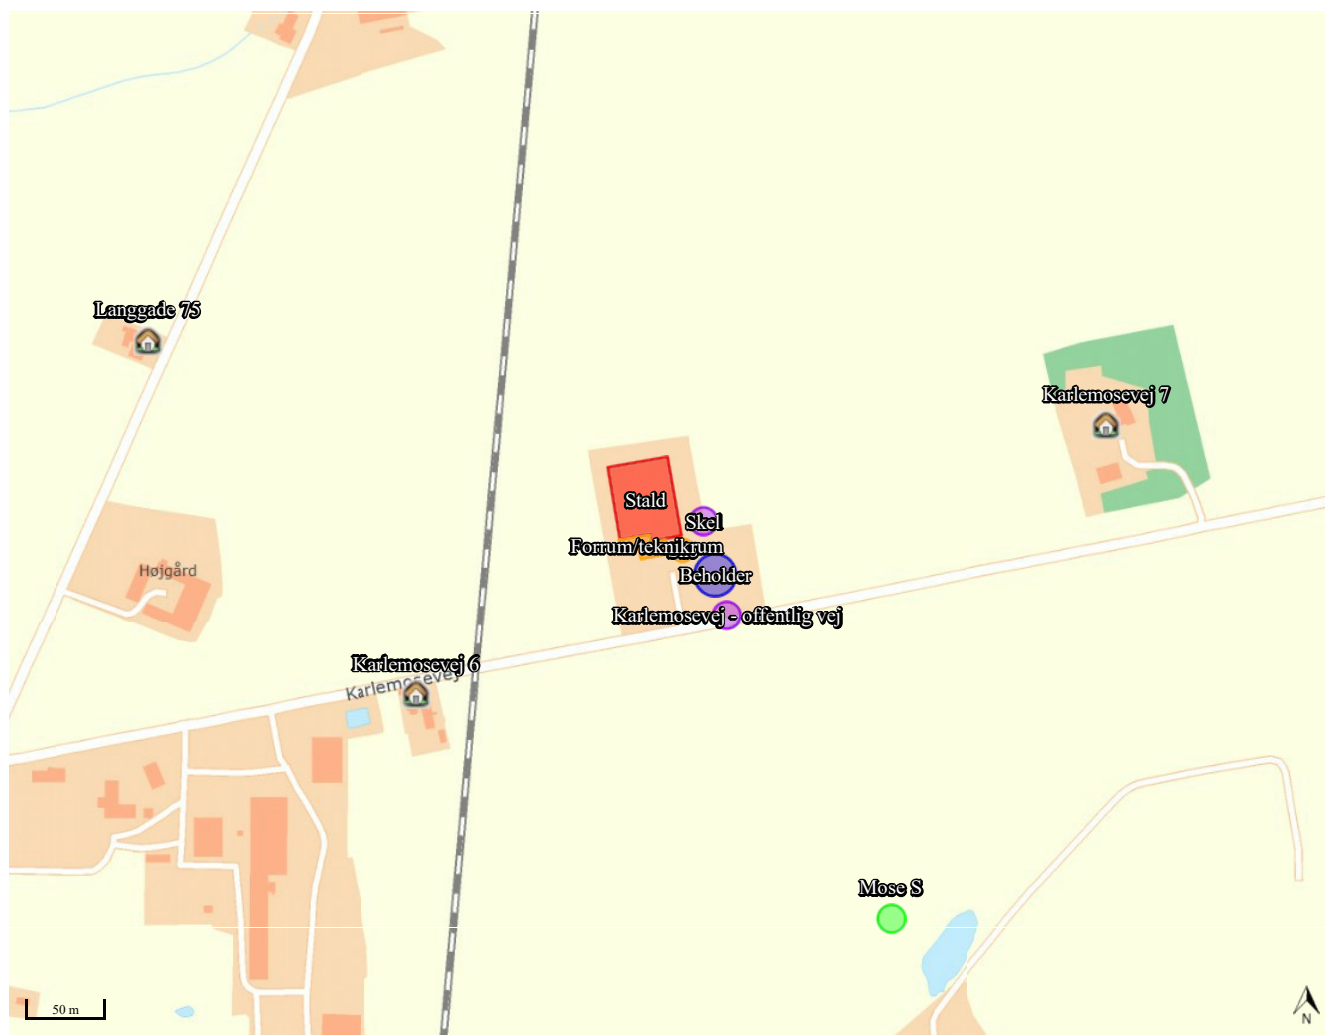 Langgade 75
Karlemosevej 7
Stald
Skel
Forrum/teknikrum
Højgård
Beholder
Karlemosevej - offentlig vej
Karlemosevej 6
Karlemosevej
Mose S
50 m
N